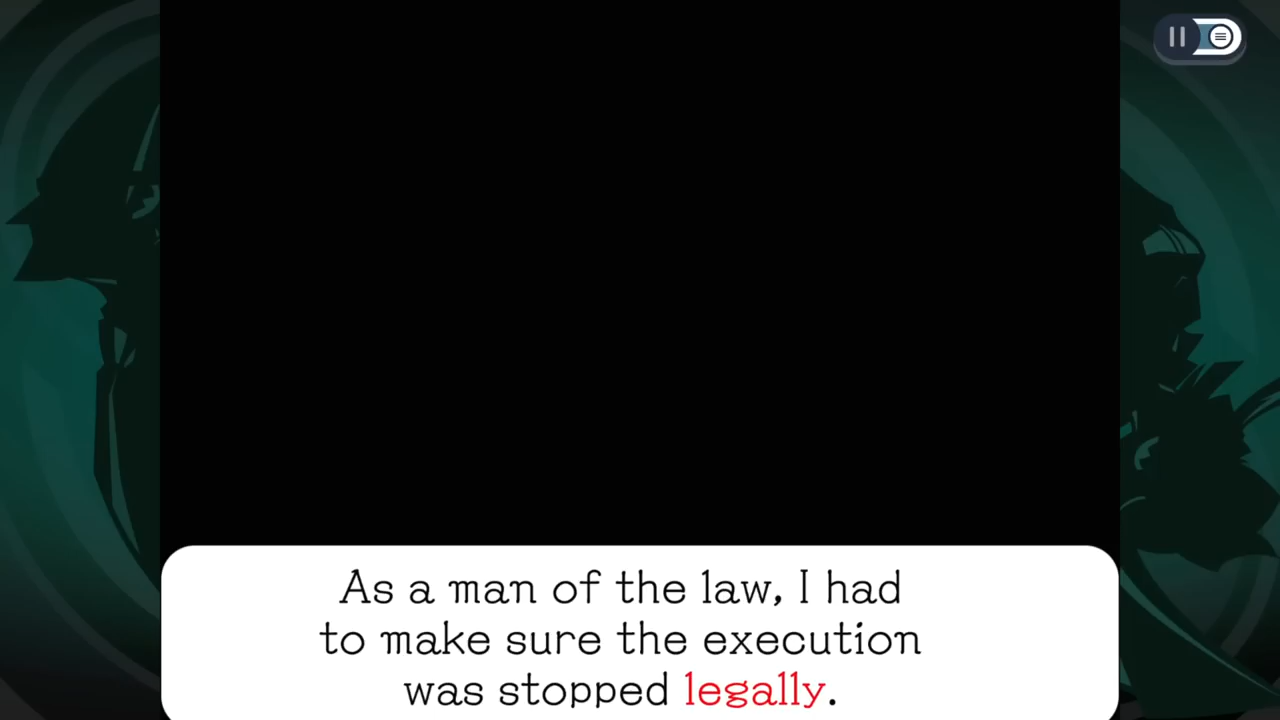 As a man of the law, I had
to make sure the execution
was stopped legally.